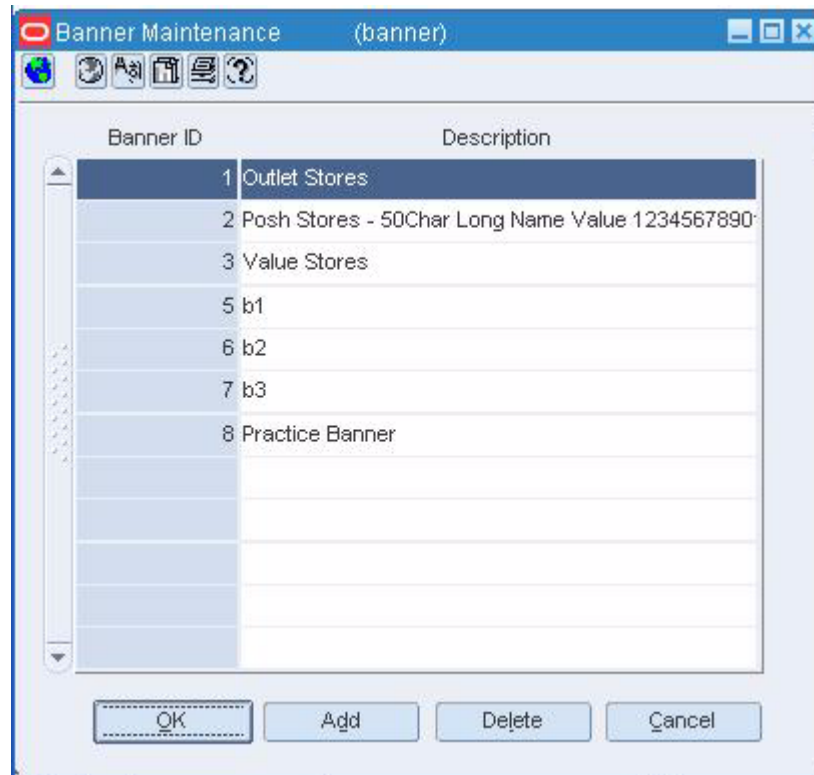 Banner Maintenance (banner)
Banner ID Description
1 Outlet Stores
2 Posh Stores - 50Char Long Name Value 1234567890
3 Value Stores
5 b1
6 b2
7 b3
8 Practice Banner
OK Add Delete Cancel